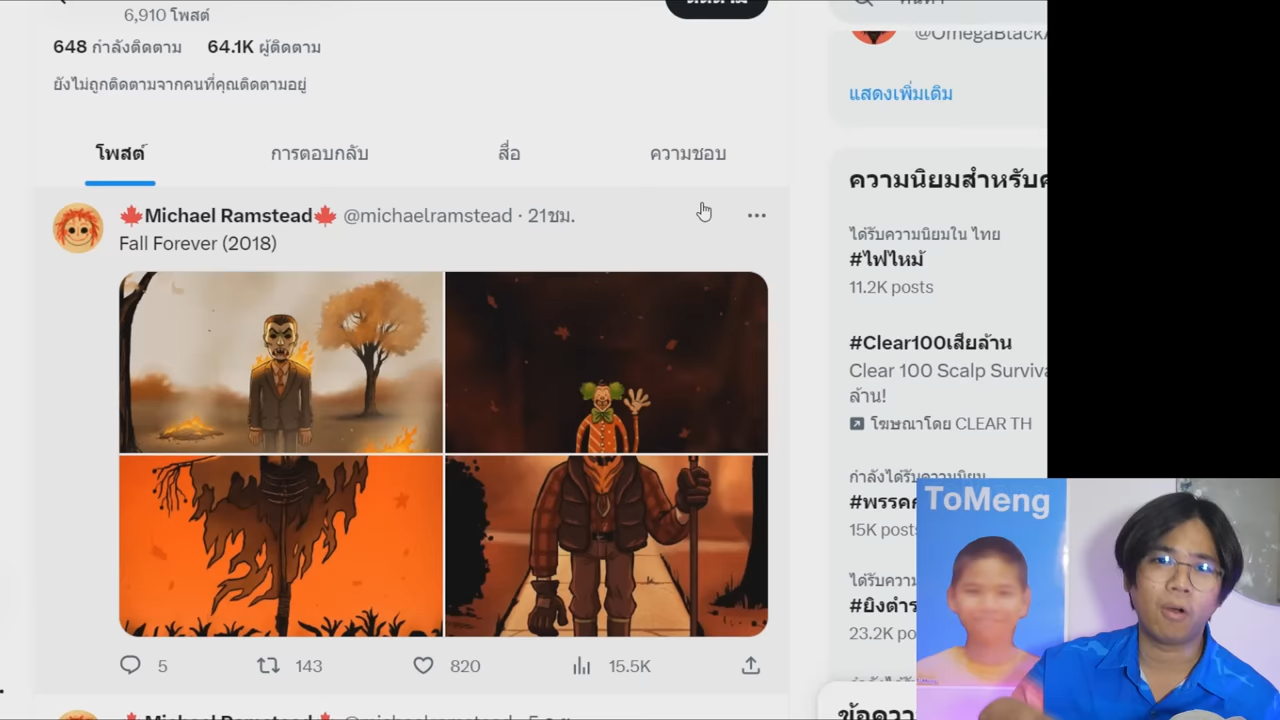 6,910 โพสต์
648 กำลังติดตาม 64.1K ผู้ติดตาม
ยังไม่ถูกติดตามจากคนที่คุณติดตามอยู่
โพสต์ การตอบกลับ สื่อ ความชอบ
🍁Michael Ramstead🍁 @michaelramstead · 21ชม.
Fall Forever (2018)
5 143 820 15.5K
แสดงเพิ่มเติม
ความนิยมสำหรับ
ได้รับความนิยมใน ไทย
#ไฟไหม้
11.2K posts
#Clear100เสียล้าน
Clear 100 Scalp
ล้าน!
โฆษณาโดย CLEAR TH
15K
23.2K
ToMeng